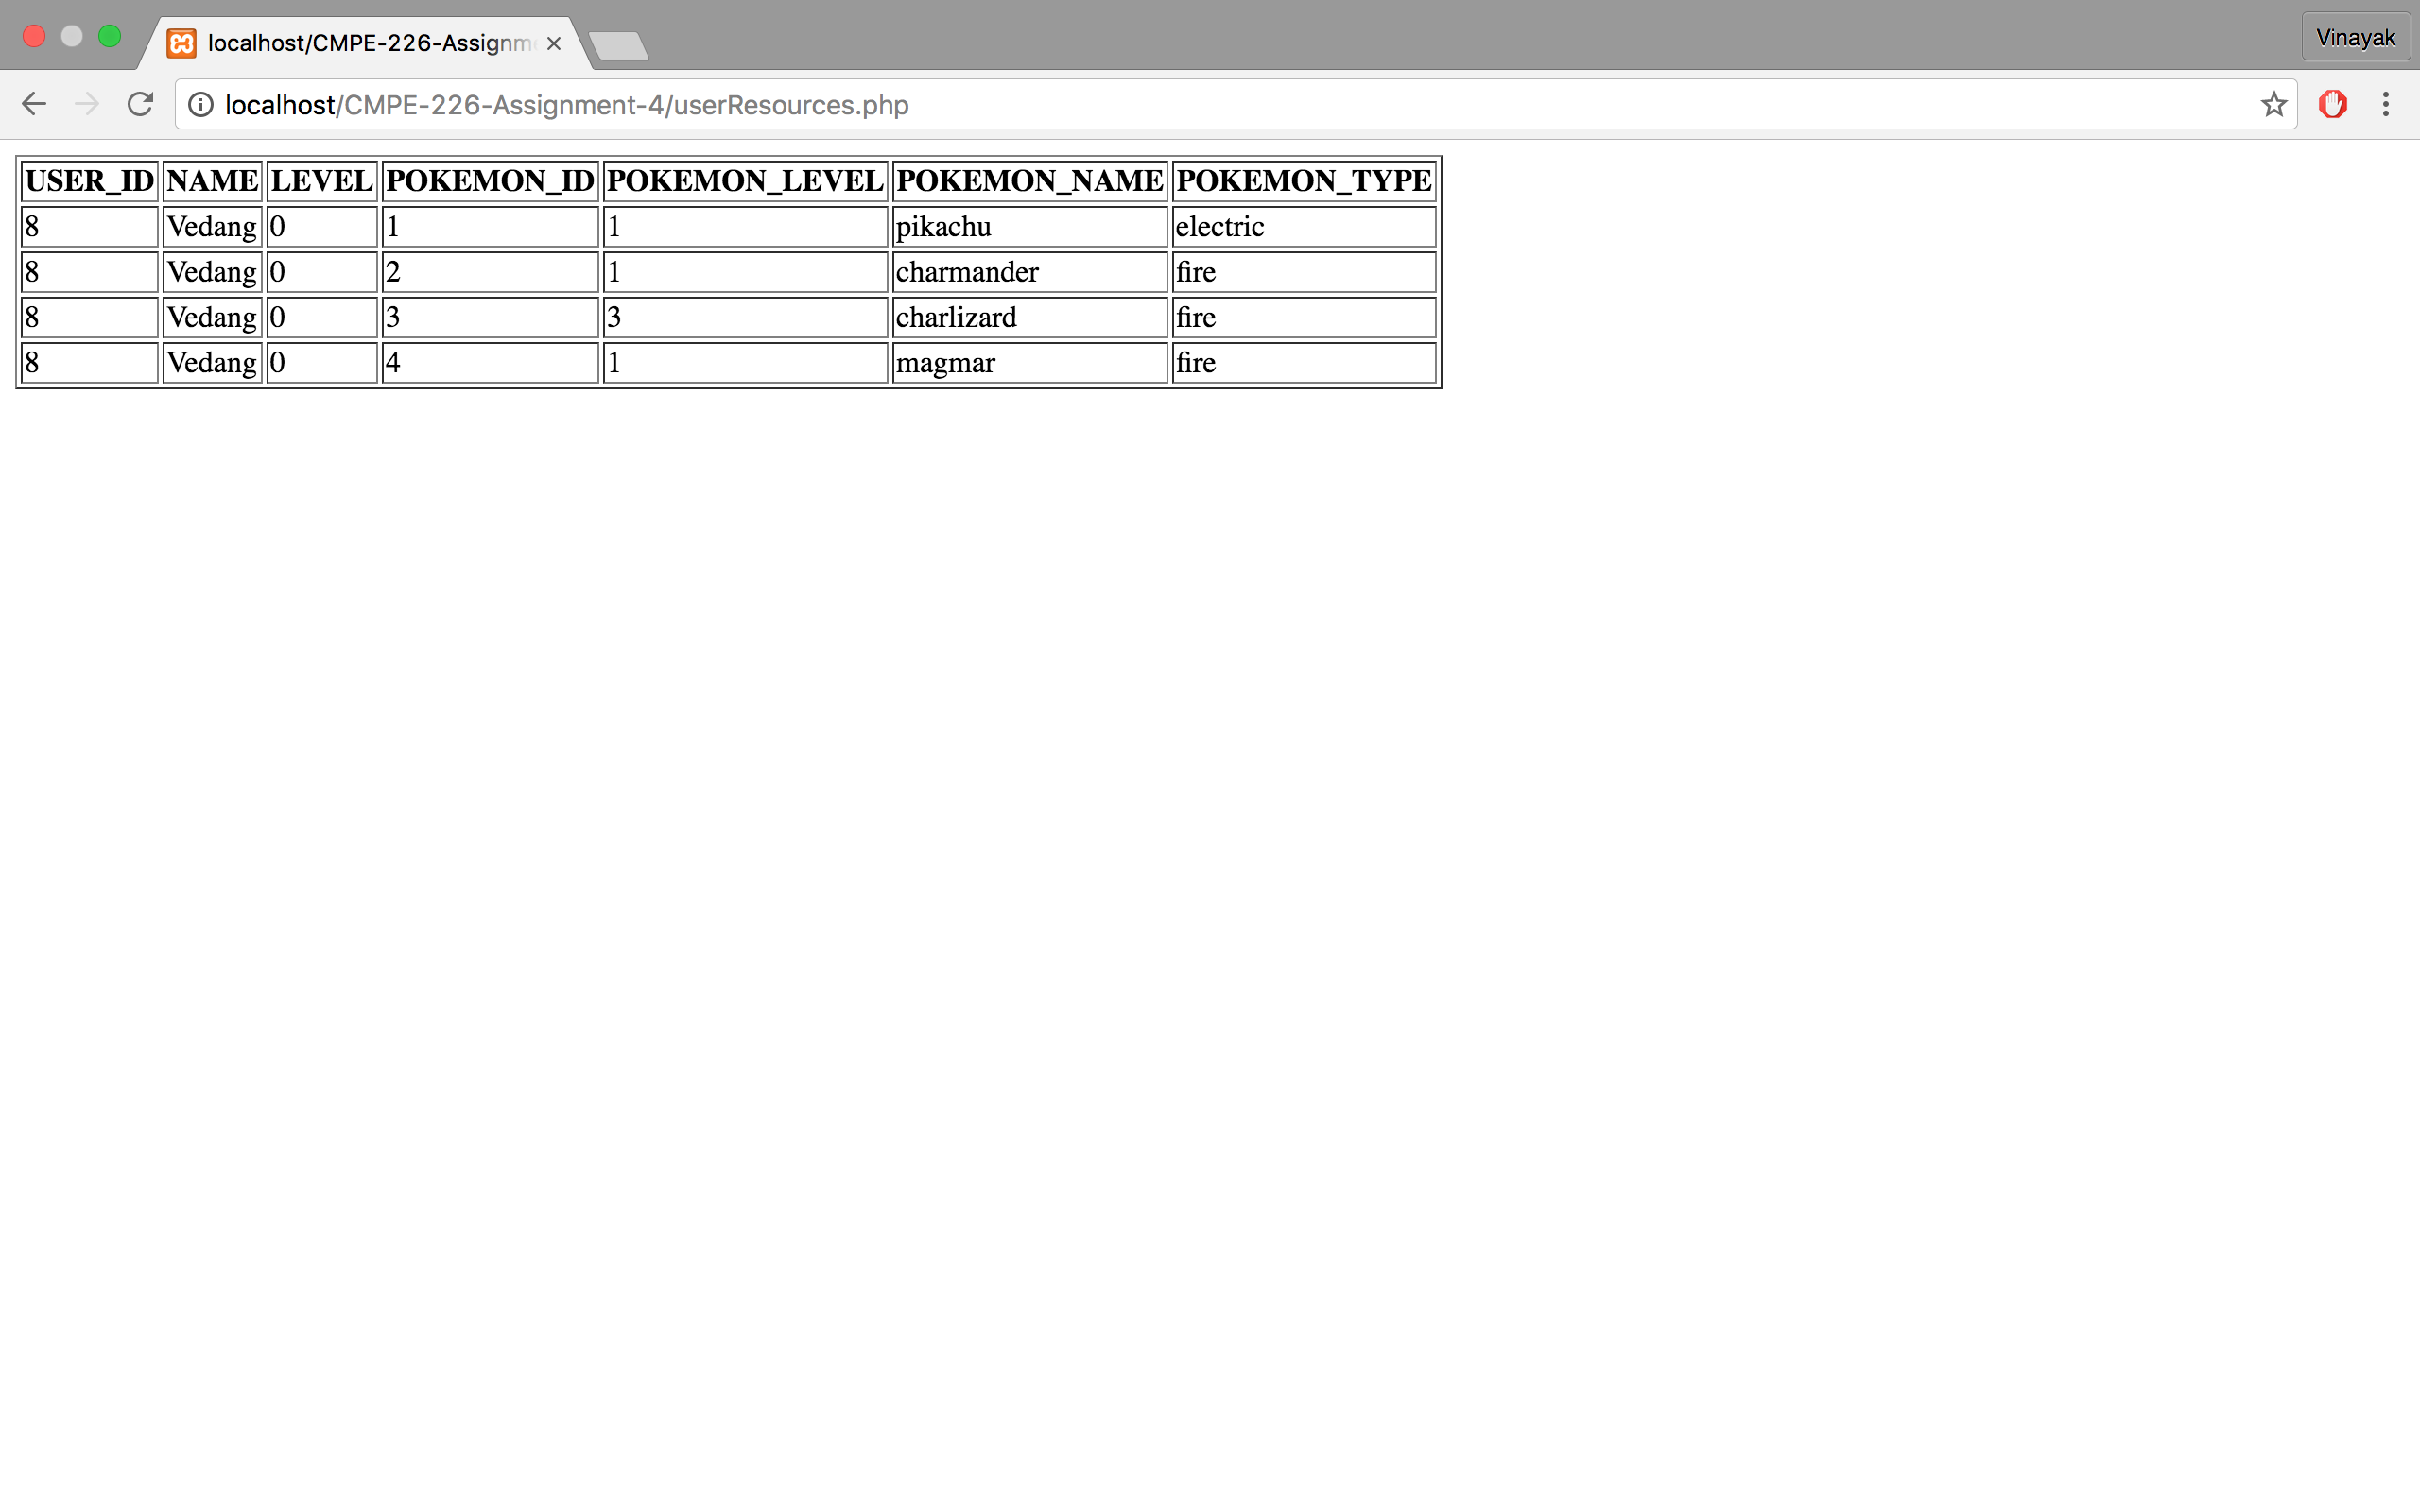 localhost/CMPE-226-Assignm
Vinayak
localhost/CMPE-226-Assignment-4/userResources.php
USER_ID NAME LEVEL POKEMON_ID POKEMON_LEVEL POKEMON_NAME POKEMON_TYPE
8 Vedang 0 1 1 pikachu electric
8 Vedang 0 2 1 charmander fire
8 Vedang 0 3 3 charlizard fire
8 Vedang 0 4 1 magmar fire